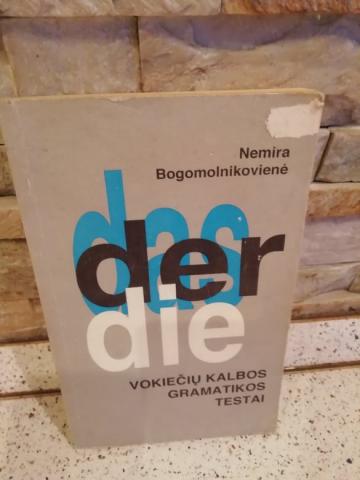 Nemira
Bogomolnikovienė
das
der
die
VOKIEČIŲ KALBOS
GRAMATIKOS
TESTAI